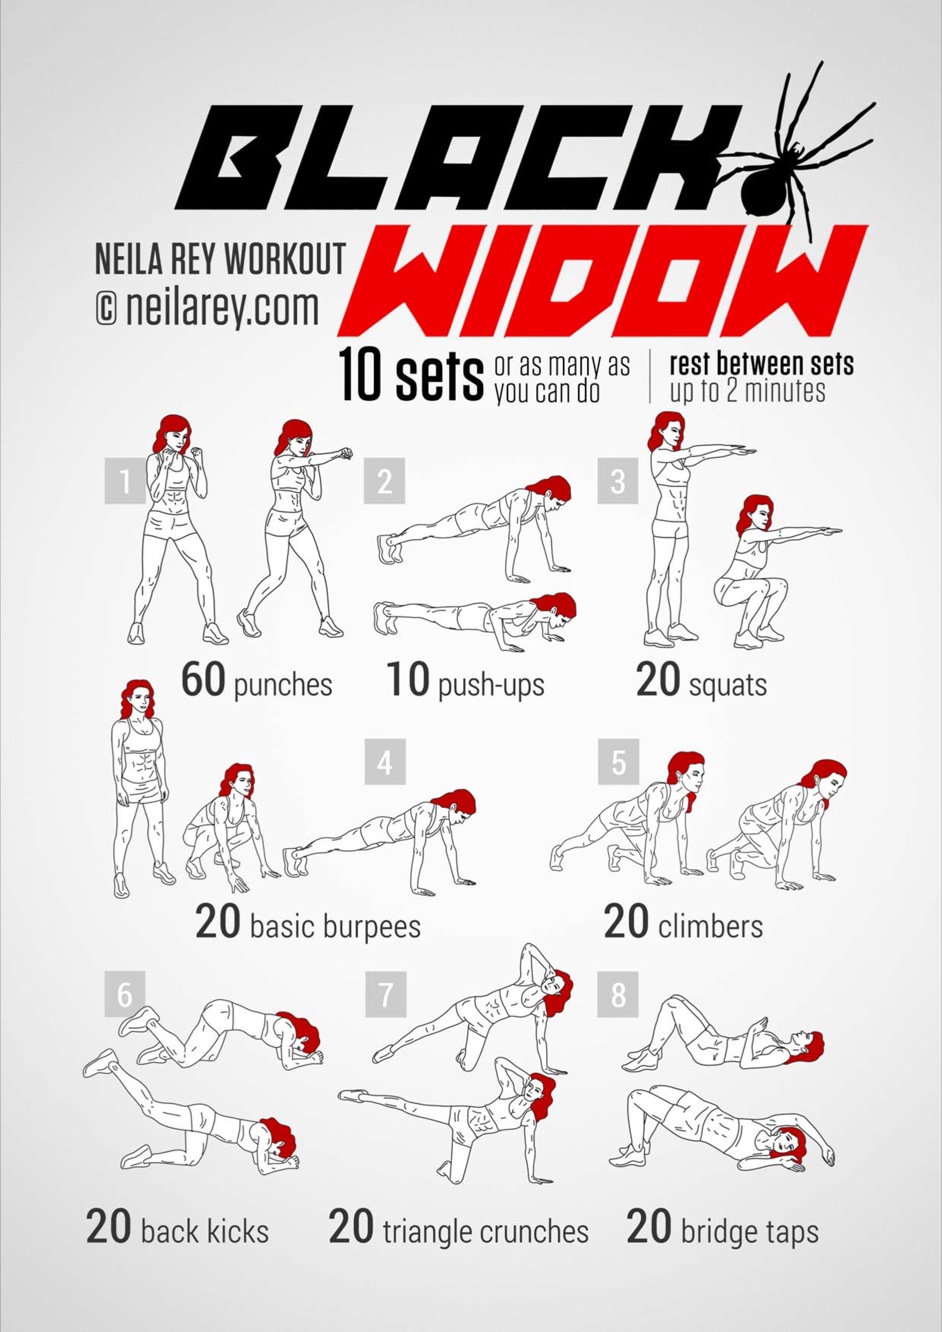 BLACK
WIDOW
NEILA REY WORKOUT
© neilarey.com
10 sets or as many as you can do
rest between sets
up to 2 minutes
1
60 punches
2
10 push-ups
3
20 squats
4
20 basic burpees
5
20 climbers
6
20 back kicks
7
20 triangle crunches
8
20 bridge taps